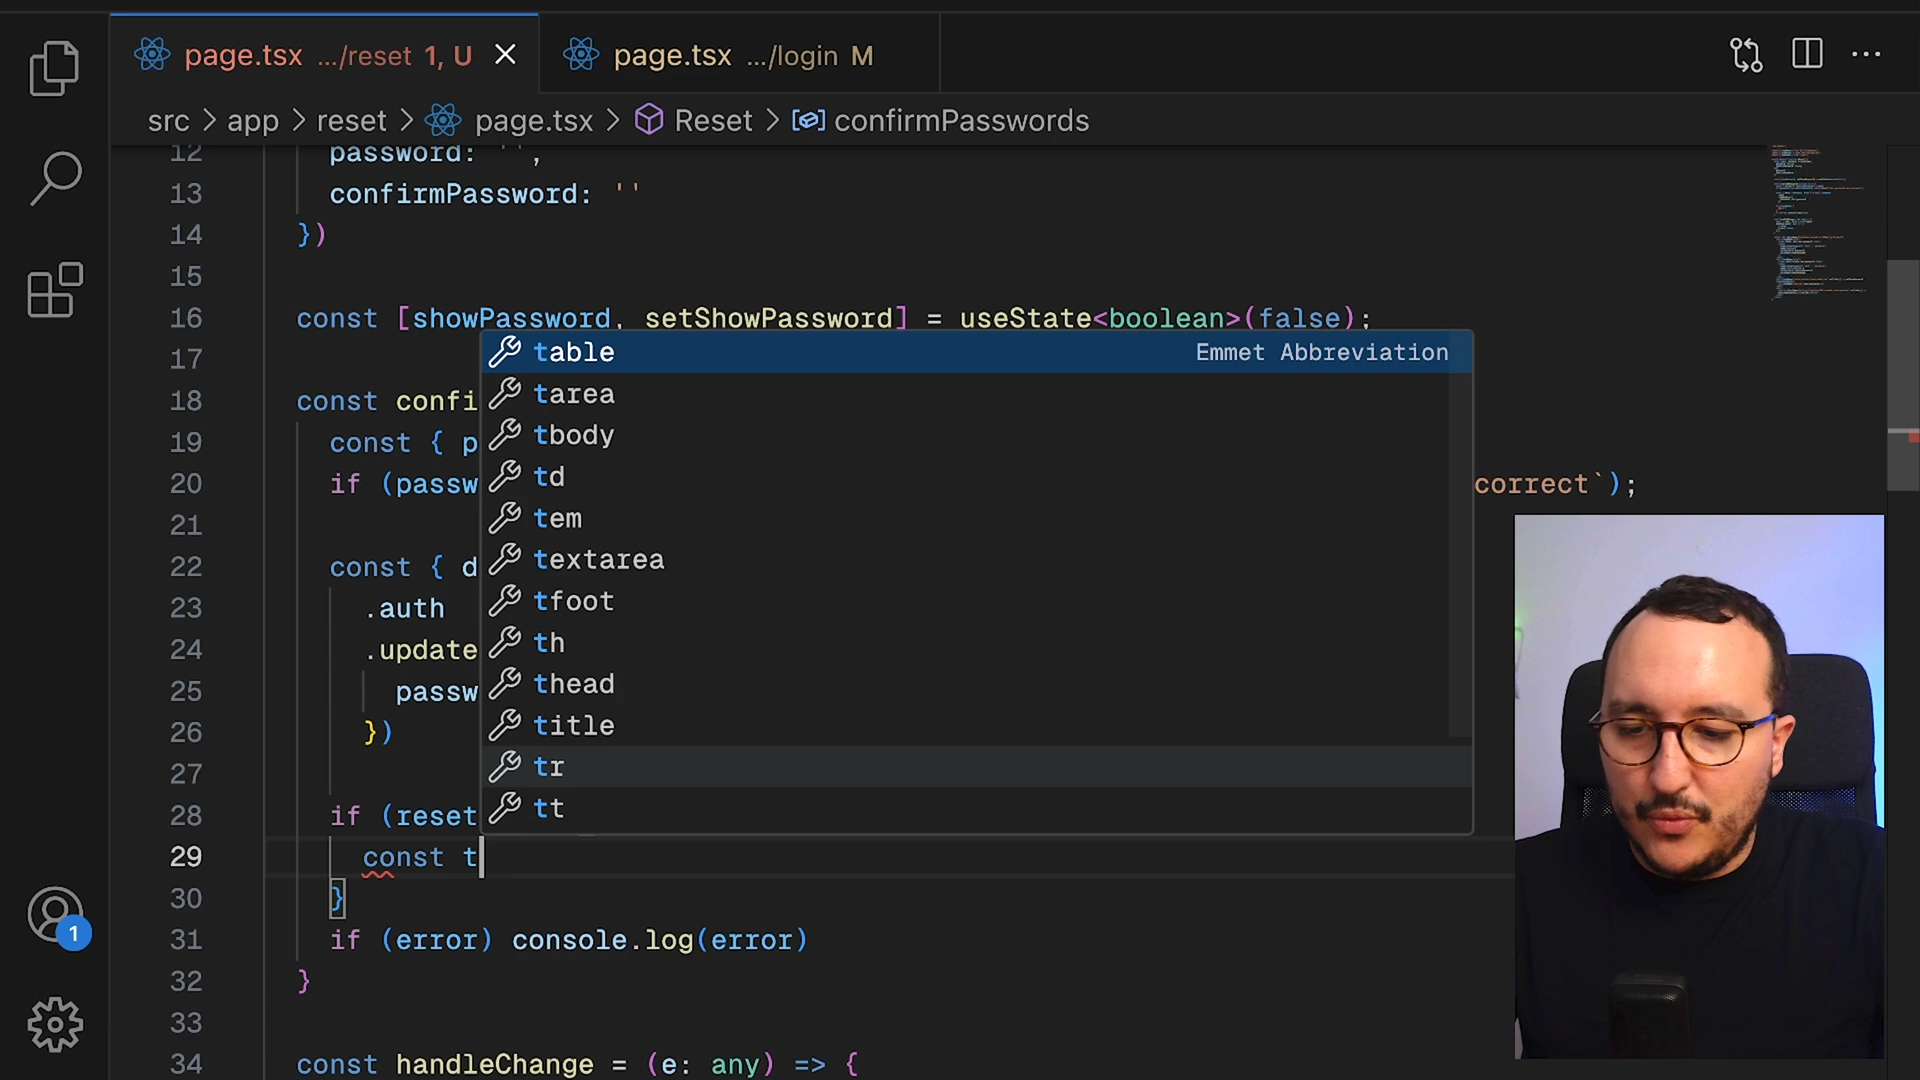 page.tsx .../reset 1, U
page.tsx .../login M
src > app > reset > page.tsx > Reset > confirmPasswords
12 password: '',
13 confirmPassword: ''
14 })
15
16 const [showPassword, setShowPassword] = useState<boolean>(false);
17
18 const confi
19 const { p
20 if (passw
correct`);
21
22 const { d
23 .auth
24 .update
25 passw
26 })
27
28 if (reset
29 const t
30 }
31 if (error) console.log(error)
32 }
33
34 const handleChange = (e: any) => {
table Emmet Abbreviation
tarea
tbody
td
tem
textarea
tfoot
th
thead
title
tr
tt
1